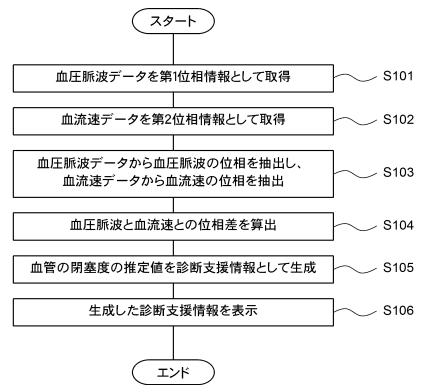 スタート
血圧脈波データを第1位相情報として取得
S101
血流速データを第2位相情報として取得
S102
血圧脈波データから血圧脈波の位相を抽出し、
血流速データから血流速の位相を抽出
S103
血圧脈波と血流速との位相差を算出
S104
血管の閉塞度の推定値を診断支援情報として生成
S105
生成した診断支援情報を表示
S106
エンド